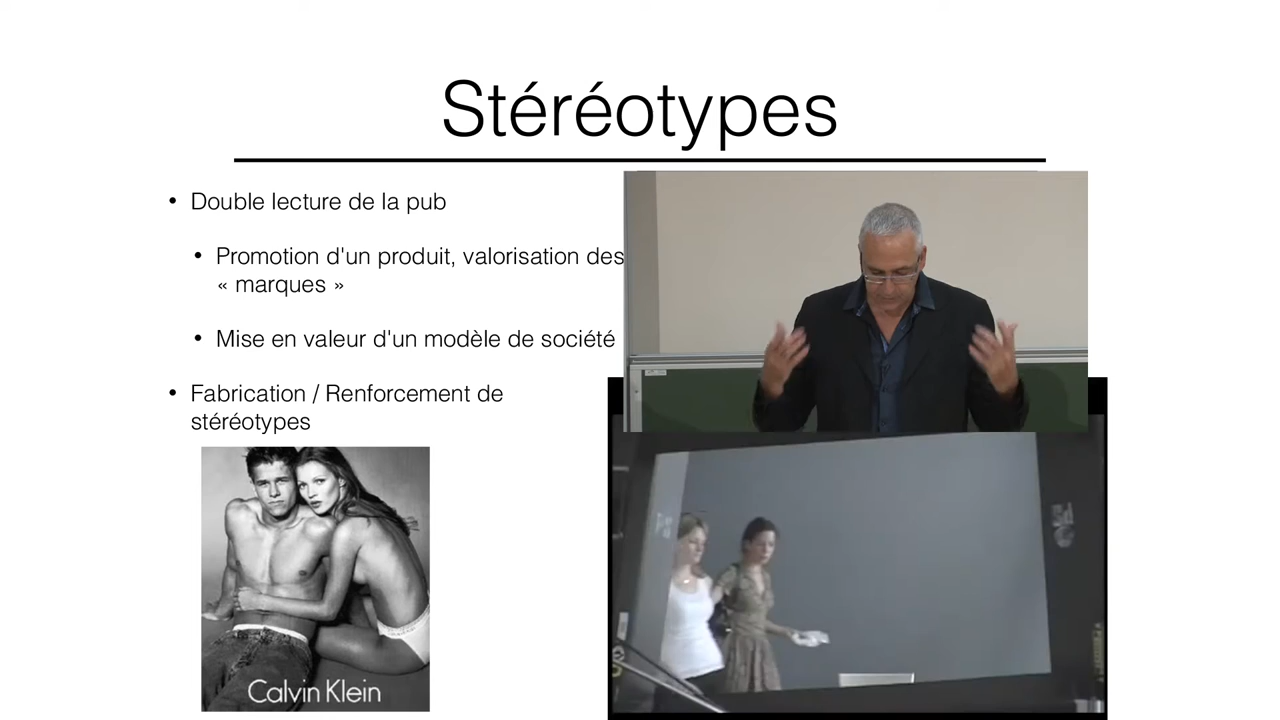 Stéréotypes
• Double lecture de la pub
• Promotion d'un produit, valorisation des
« marques »
• Mise en valeur d'un modèle de société
• Fabrication / Renforcement de
stéréotypes
Calvin Klein